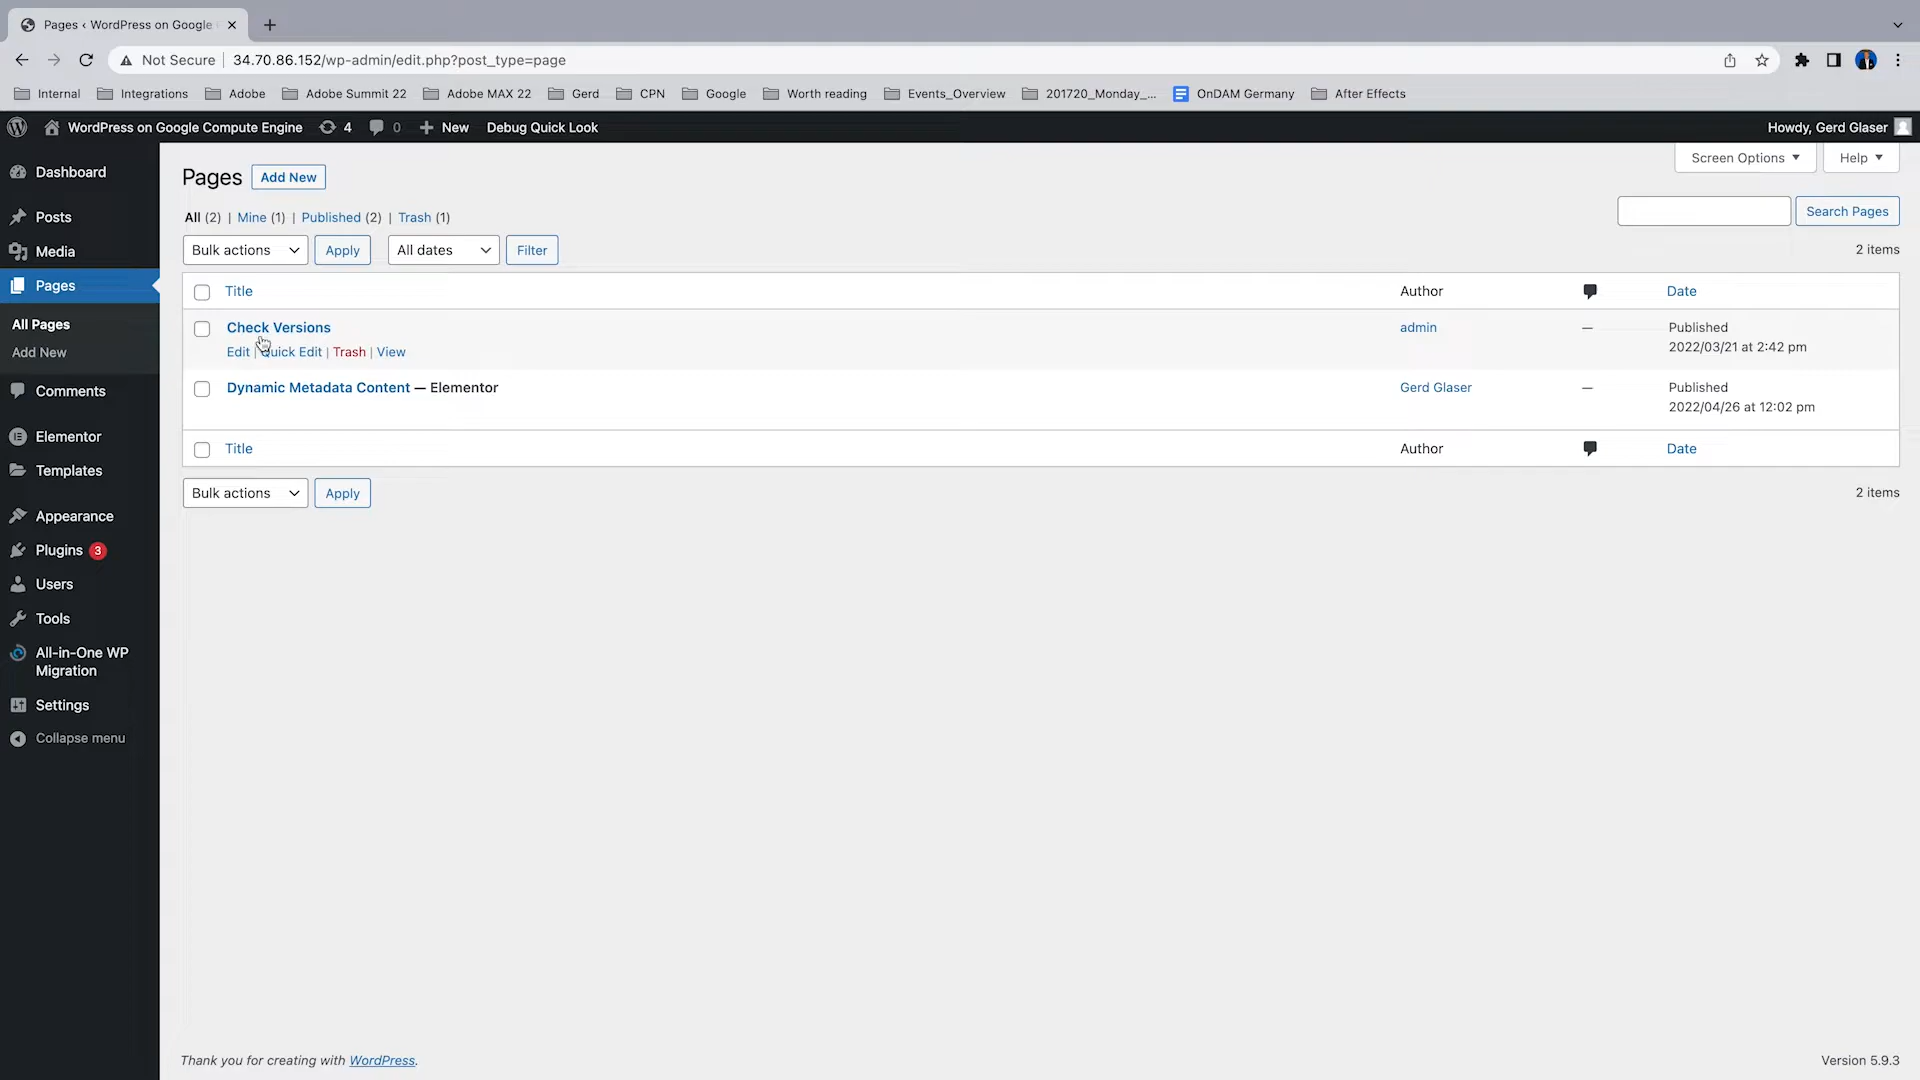 Pages ‹ WordPress on Google
Not Secure
34.70.86.152/wp-admin/edit.php?post_type=page
Internal
Integrations
Adobe
Adobe Summit 22
Adobe MAX 22
Gerd
CPN
Google
Worth reading
Events_Overview
201720_Monday_...
OnDAM Germany
After Effects
WordPress on Google Compute Engine
4
0
New
Debug Quick Look
Howdy, Gerd Glaser
Dashboard
Posts
Media
Pages
All Pages
Add New
Comments
Elementor
Templates
Appearance
Plugins 3
Users
Tools
All-in-One WP
Migration
Settings
Collapse menu
Screen Options
Help
Pages
Add New
All (2) | Mine (1) | Published (2) | Trash (1)
Search Pages
Bulk actions
Apply
All dates
Filter
2 items
Title
Author
Date
Check Versions
Edit | Quick Edit | Trash | View
admin
—
Published
2022/03/21 at 2:42 pm
Dynamic Metadata Content — Elementor
Gerd Glaser
—
Published
2022/04/26 at 12:02 pm
Title
Author
Date
Bulk actions
Apply
2 items
Thank you for creating with WordPress.
Version 5.9.3